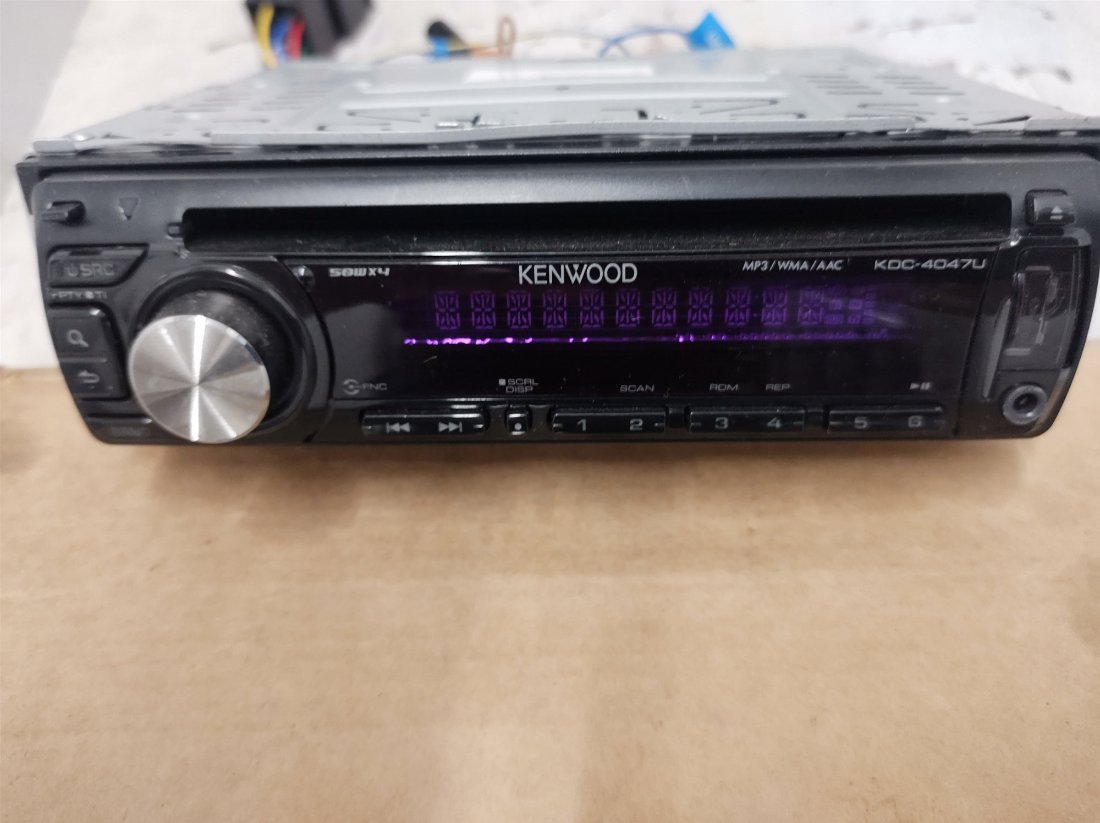 SRC
PTY TI
50W x4
KENWOOD
MP3/WMA/AAC
KDC-4047U
FNC
SCRL
DISP
SCAN
RDM
REP
1 2
3 4
5 6